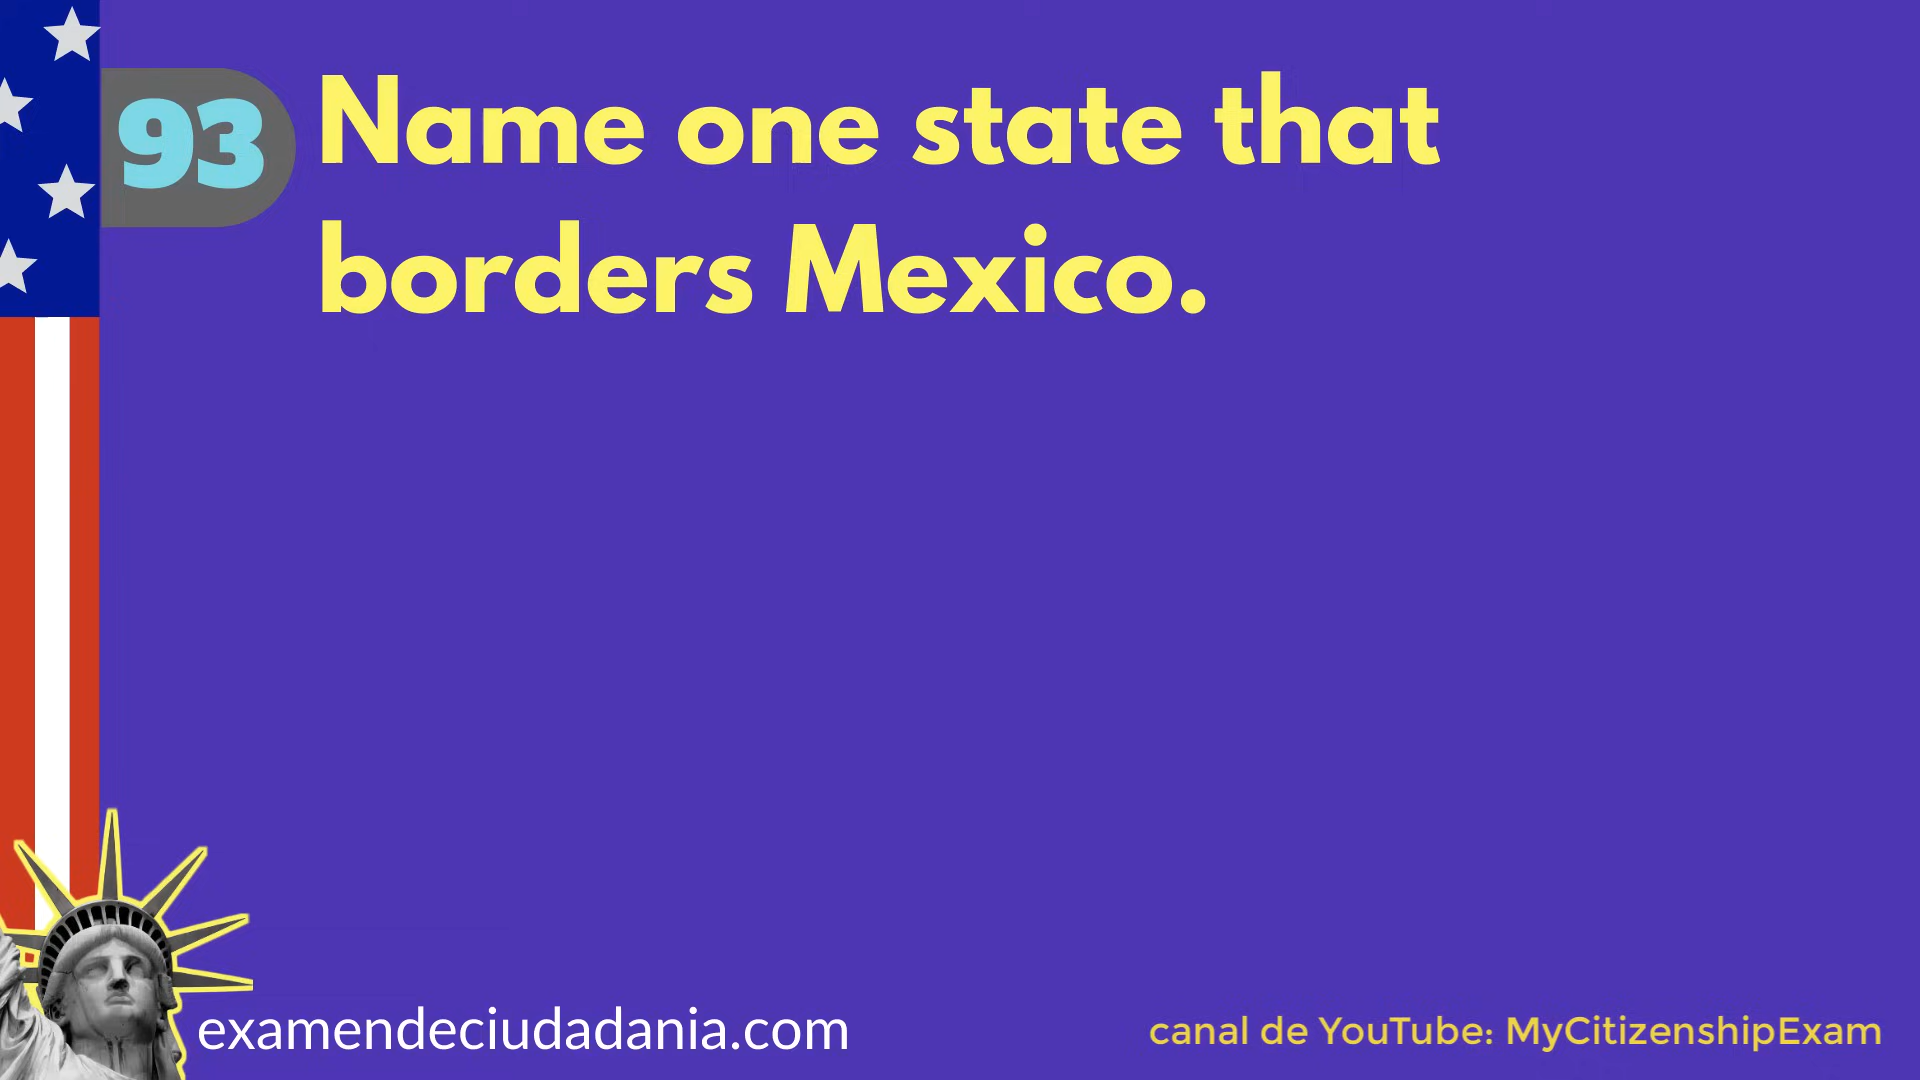 93
Name one state that
borders Mexico.
examendeciudadania.com
canal de YouTube: MyCitizenshipExam